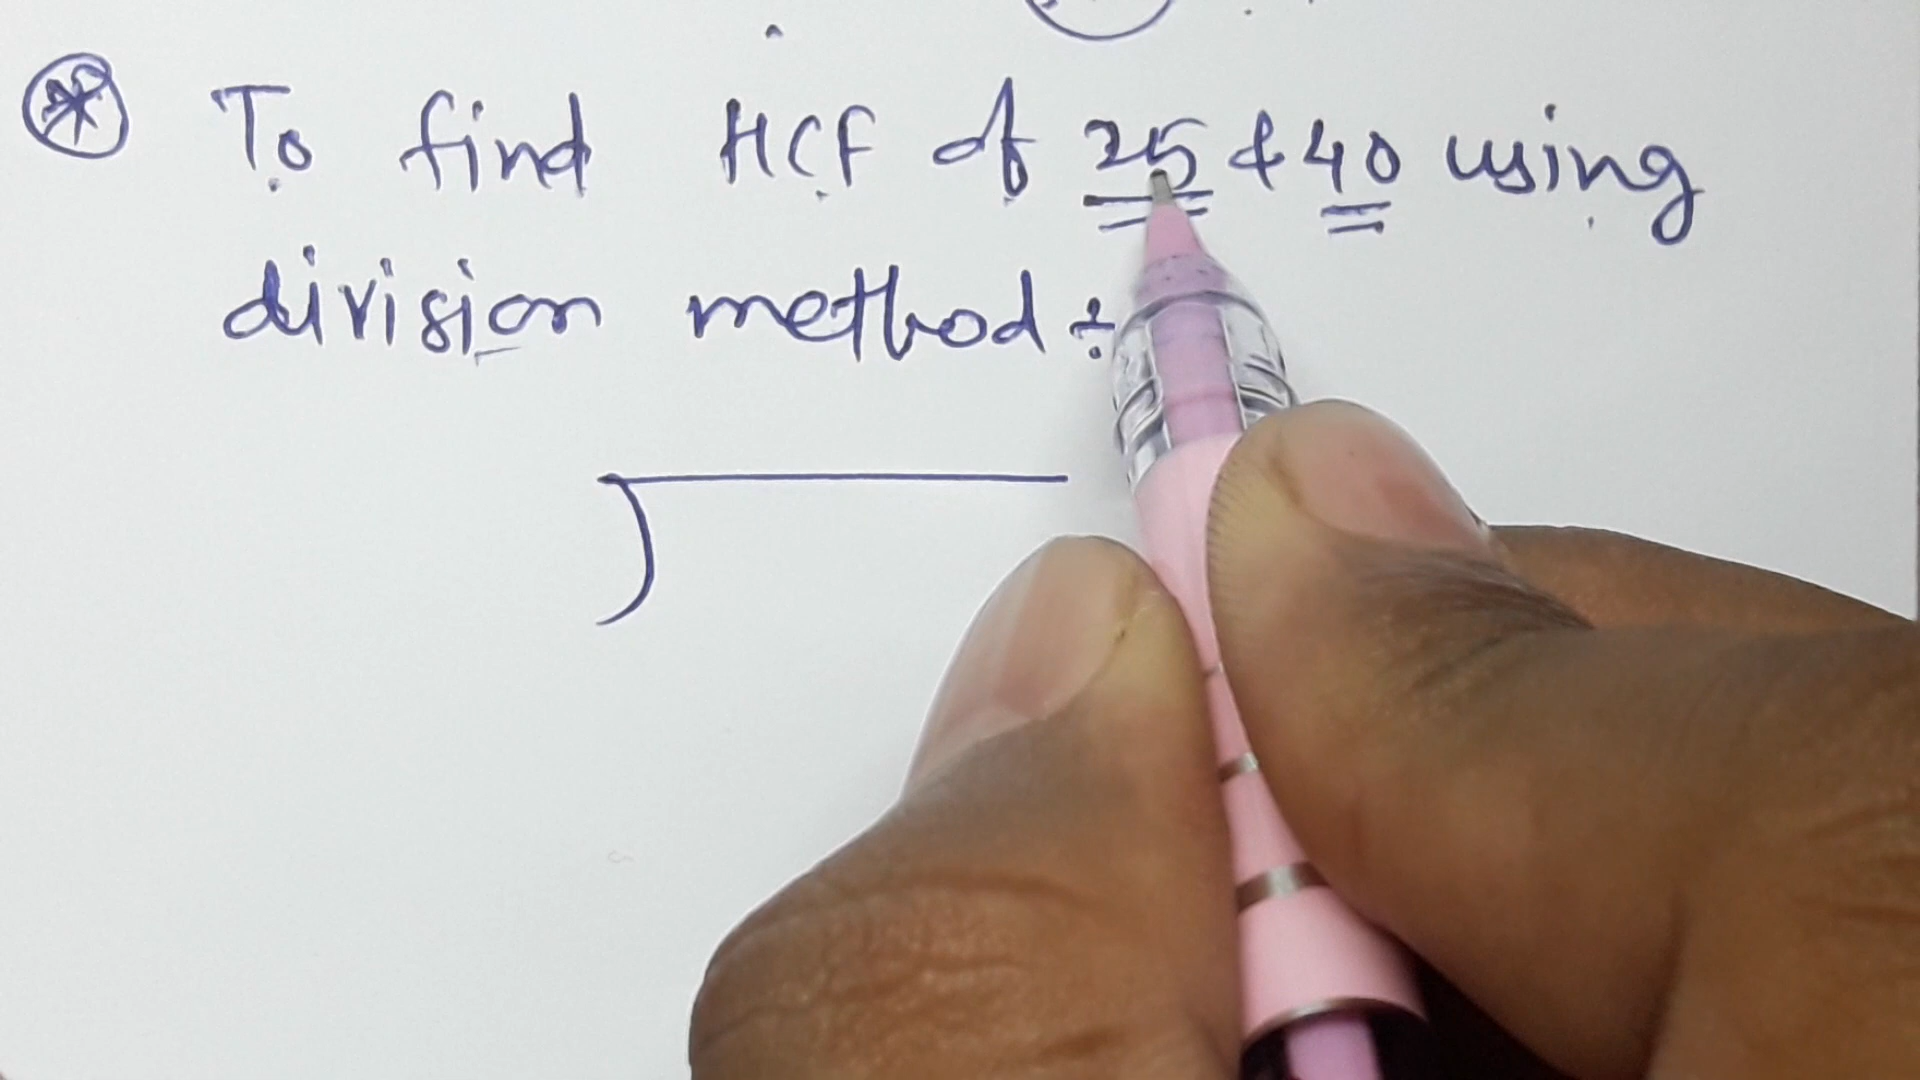 To find HCF of 25 & 40 using
division method ÷